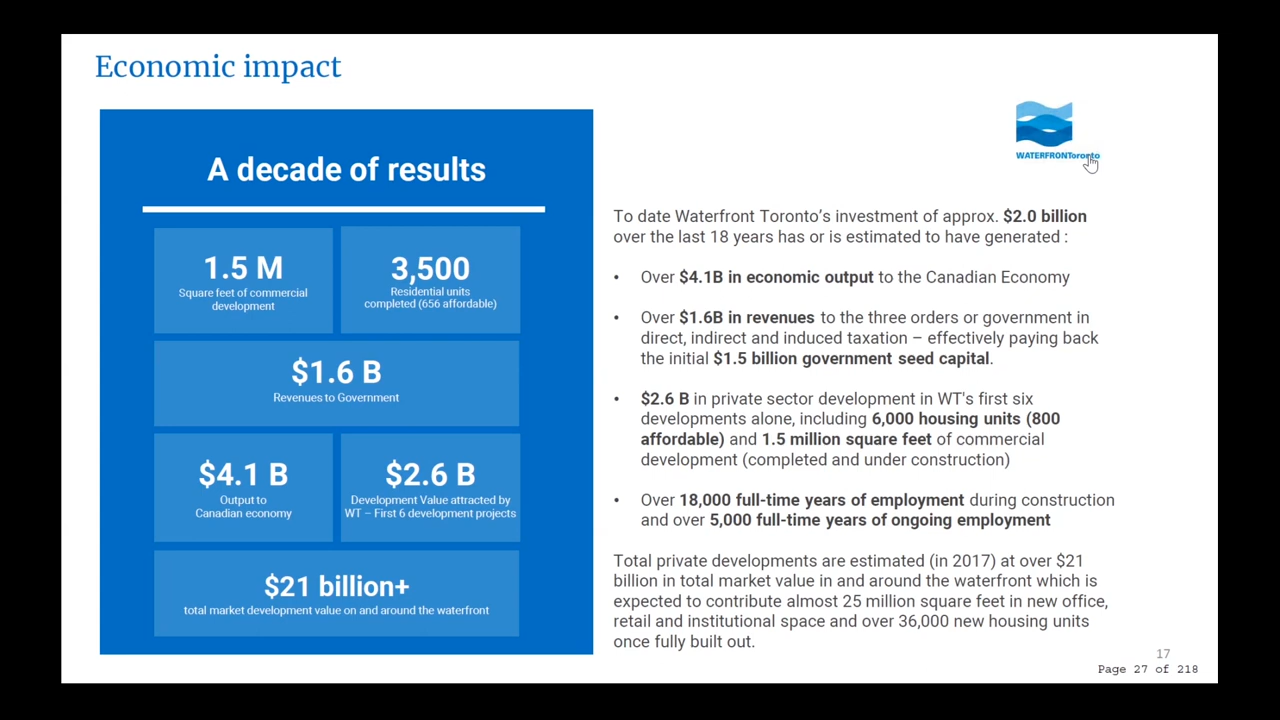 Economic impact
A decade of results
1.5 M
Square feet of commercial
development
3,500
Residential units
completed (656 affordable)
$1.6 B
Revenues to Government
$4.1 B
Output to
Canadian economy
$2.6 B
Development Value attracted by
WT – First 6 development projects
$21 billion+
total market development value on and around the waterfront
WATERFRONToronto
To date Waterfront Toronto's investment of approx. $2.0 billion
over the last 18 years has or is estimated to have generated :
• Over $4.1B in economic output to the Canadian Economy
• Over $1.6B in revenues to the three orders or government in
direct, indirect and induced taxation – effectively paying back
the initial $1.5 billion government seed capital.
• $2.6 B in private sector development in WT's first six
developments alone, including 6,000 housing units (800
affordable) and 1.5 million square feet of commercial
development (completed and under construction)
• Over 18,000 full-time years of employment during construction
and over 5,000 full-time years of ongoing employment
Total private developments are estimated (in 2017) at over $21
billion in total market value in and around the waterfront which is
expected to contribute almost 25 million square feet in new office,
retail and institutional space and over 36,000 new housing units
once fully built out.
17
Page 27 of 218